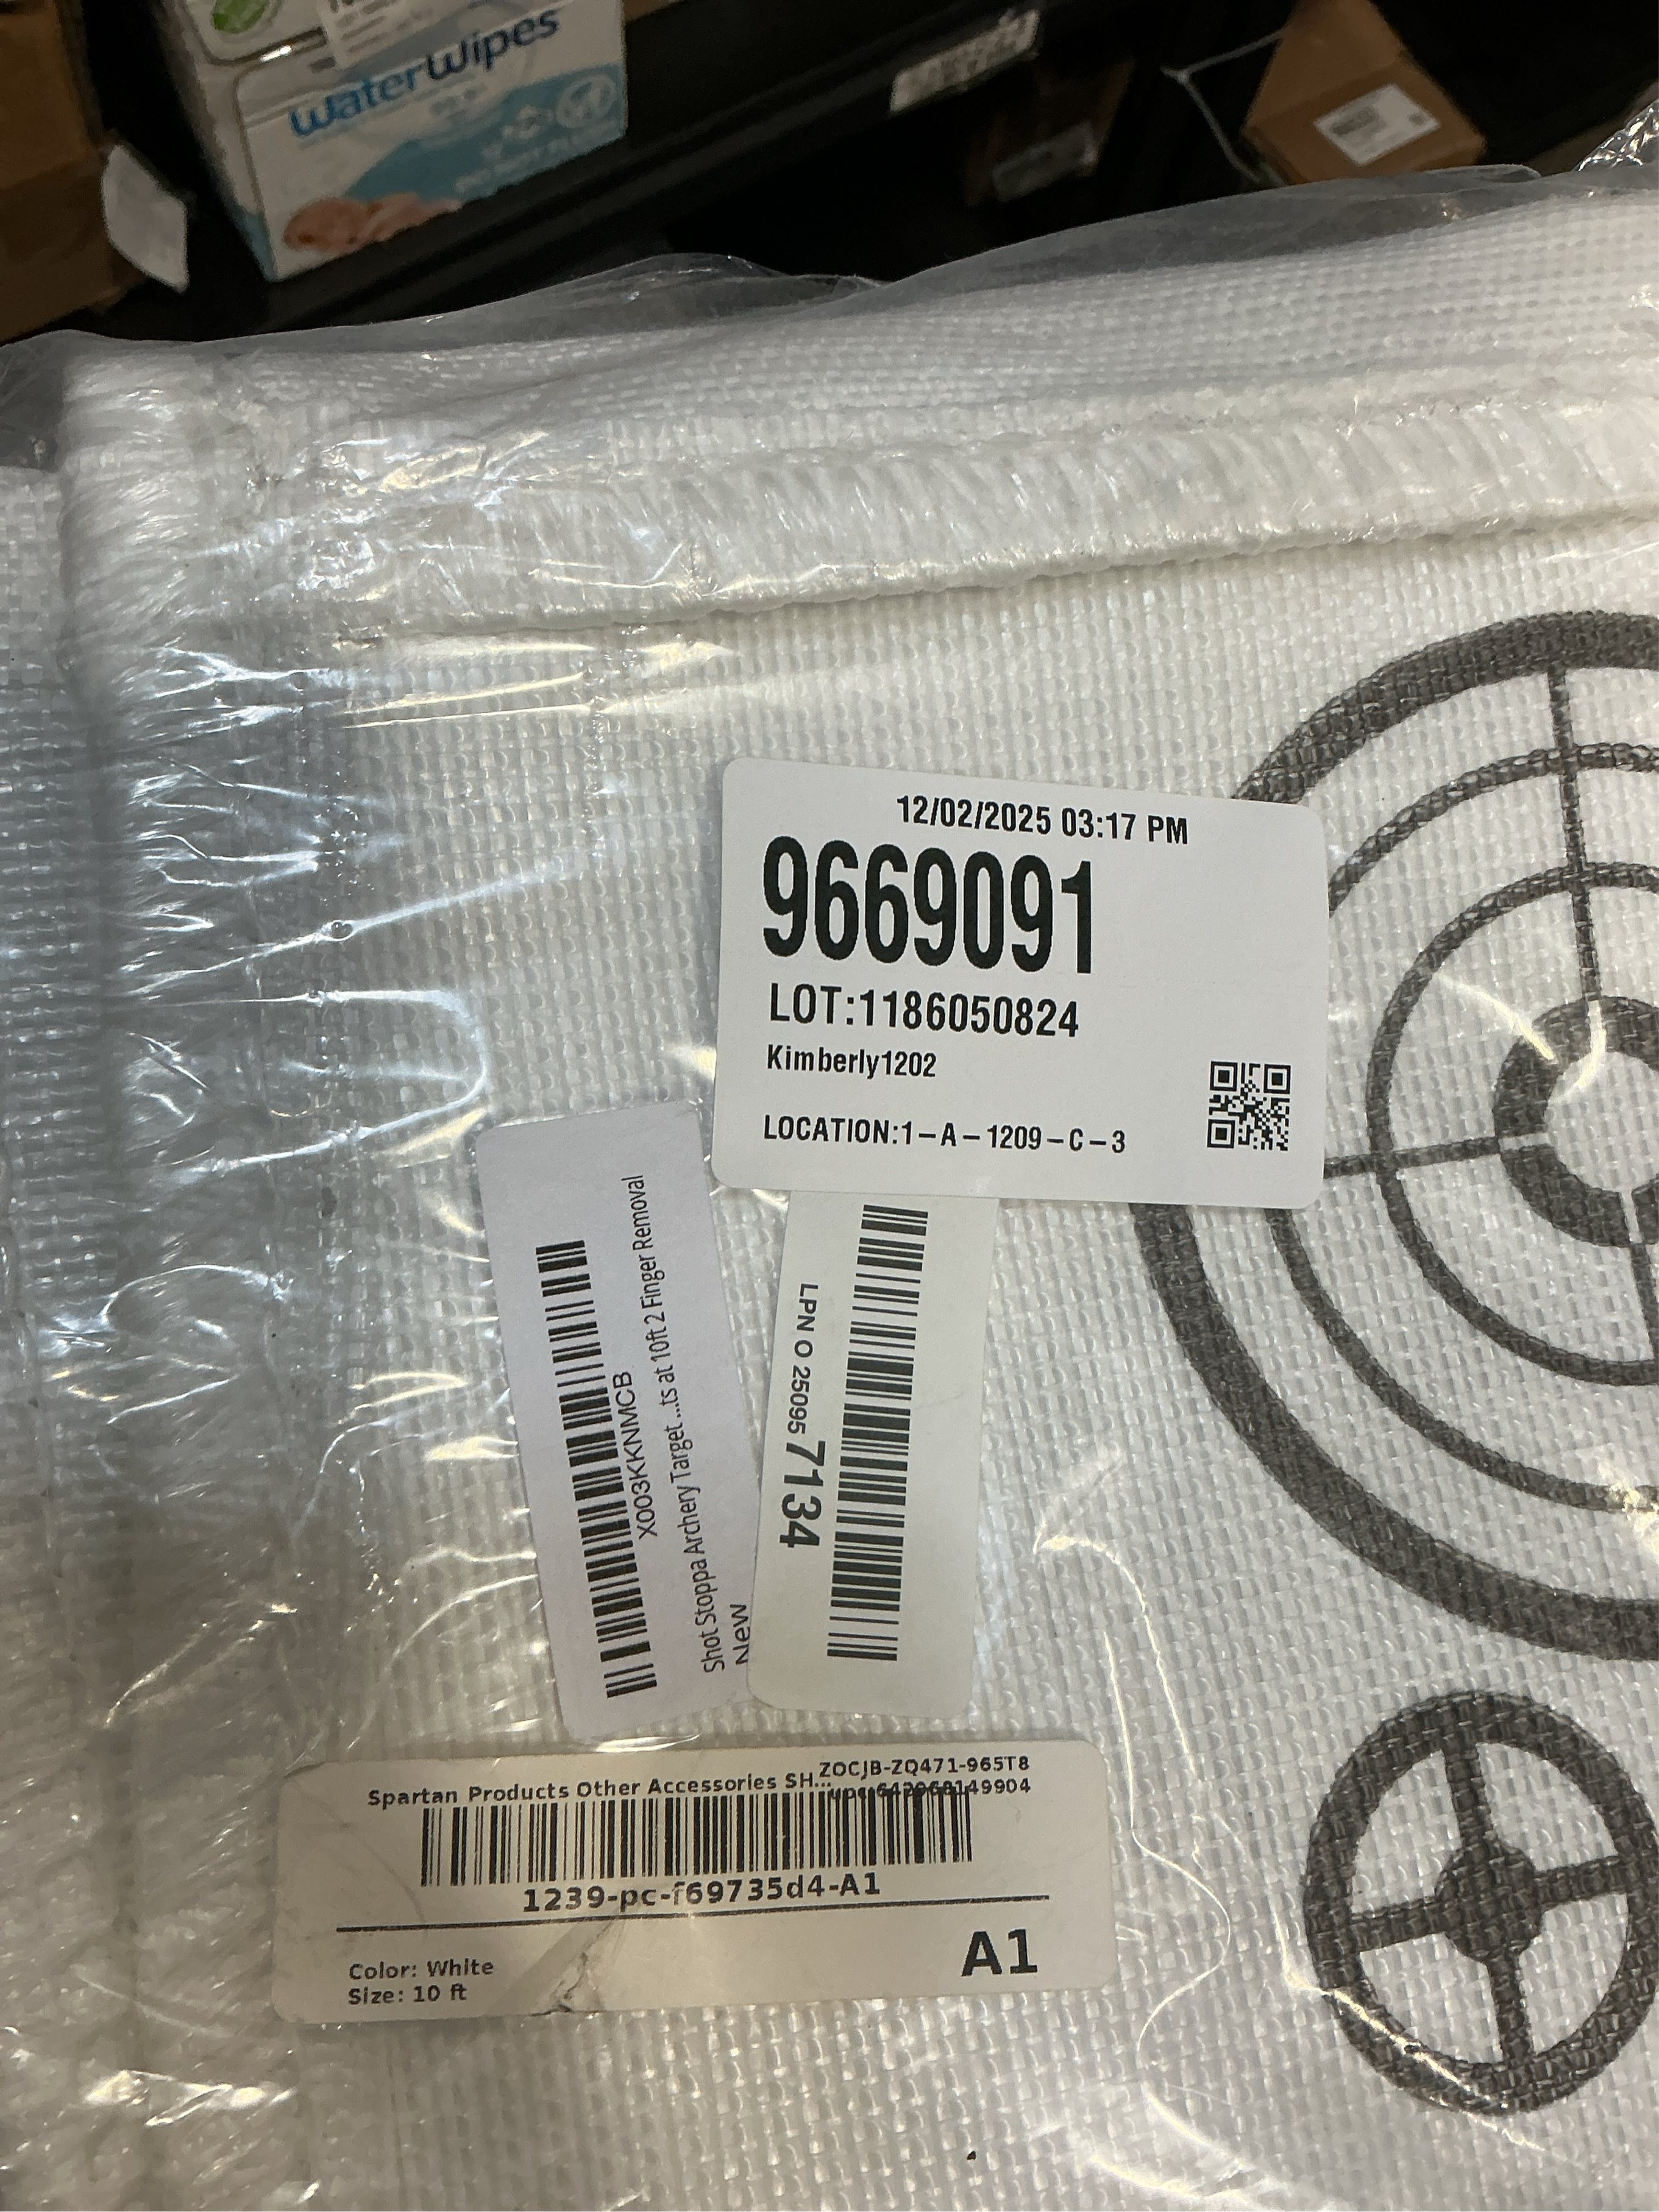 WaterWipes
12/02/2025 03:17 PM
9669091
LOT:1186050824
Kimberly1202
LOCATION:1-A-1209-C-3
X003KKNMCB
Shot Stoppa Archery Target ...ts at 10ft 2 Finger Removal
New
LPN O 25095 7134
Spartan Products Other Accessories SH...
ZOCJB-ZQ471-965T8
upc:642968149904
1239-pc-f69735d4-A1
A1
Color: White
Size: 10 ft